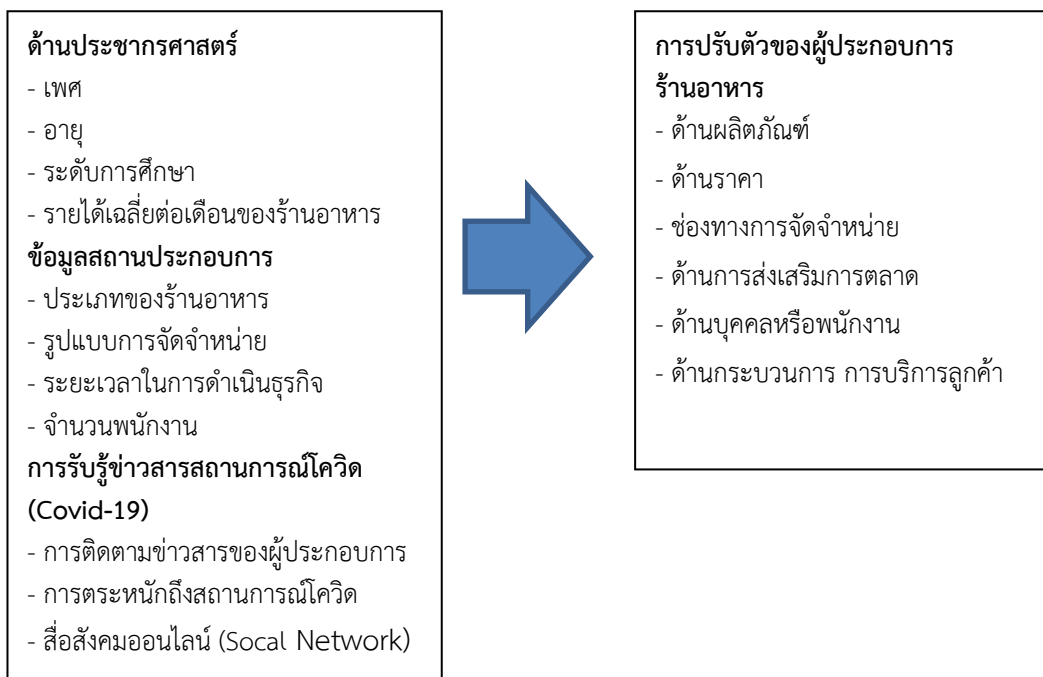 ด้านประชากรศาสตร์
- เพศ
- อายุ
- ระดับการศึกษา
- รายได้เฉลี่ยต่อเดือนของร้านอาหาร
ข้อมูลสถานประกอบการ
- ประเภทของร้านอาหาร
- รูปแบบการจัดจำหน่าย
- ระยะเวลาในการดำเนินธุรกิจ
- จำนวนพนักงาน
การรับรู้ข่าวสารสถานการณ์โควิด
(Covid-19)
- การติดตามข่าวสารของผู้ประกอบการ
- การตระหนักถึงสถานการณ์โควิด
- สื่อสังคมออนไลน์ (Socal Network)
การปรับตัวของผู้ประกอบการ
ร้านอาหาร
- ด้านผลิตภัณฑ์
- ด้านราคา
- ช่องทางการจัดจำหน่าย
- ด้านการส่งเสริมการตลาด
- ด้านบุคคลหรือพนักงาน
- ด้านกระบวนการ การบริการลูกค้า